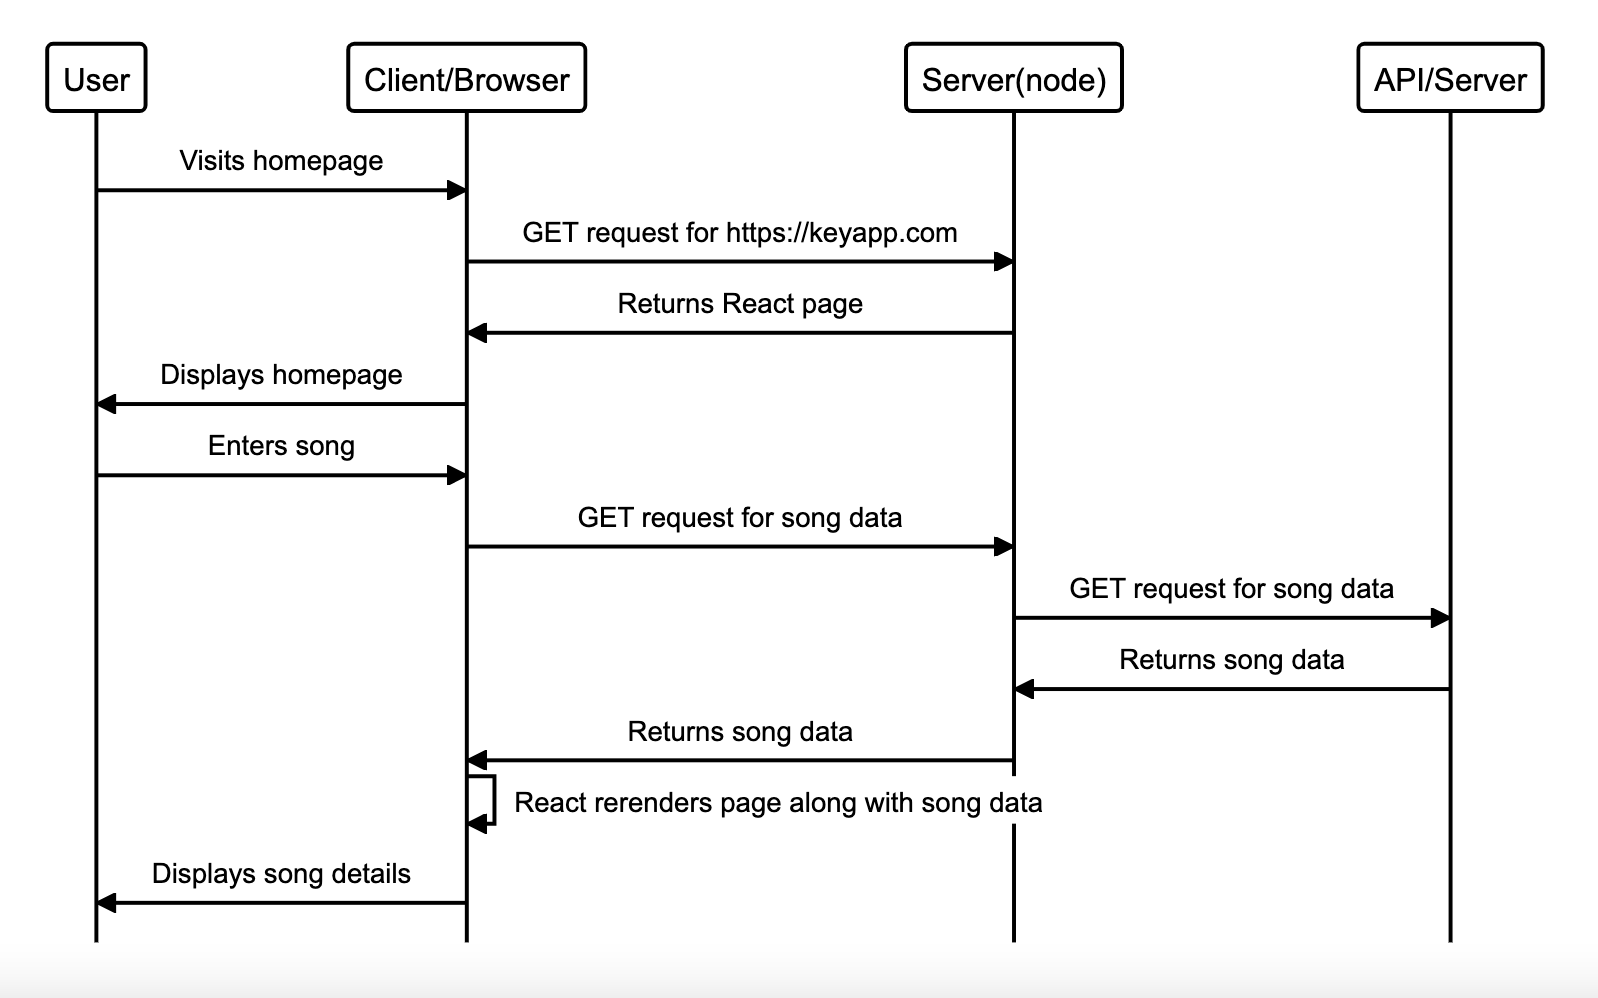 User
Client/Browser
Server(node)
API/Server
Visits homepage
GET request for https://keyapp.com
Returns React page
Displays homepage
Enters song
GET request for song data
GET request for song data
Returns song data
Returns song data
React rerenders page along with song data
Displays song details